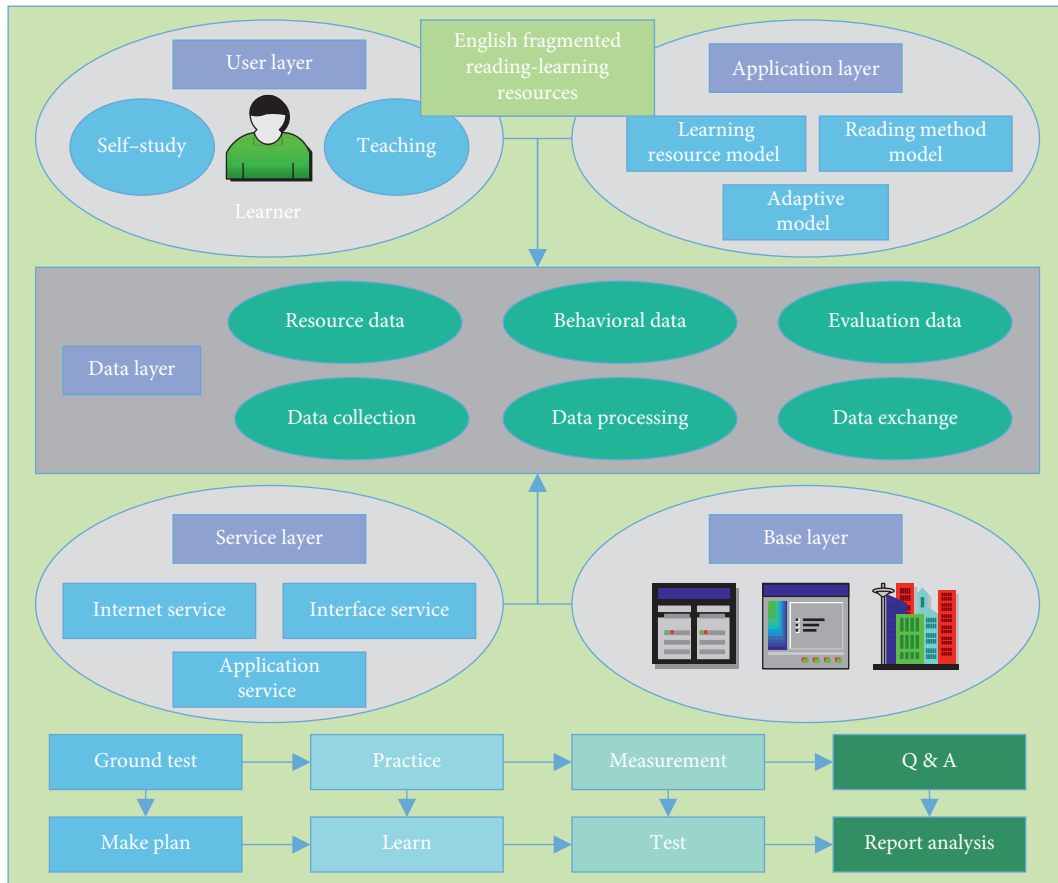 User layer
English fragmented
reading-learning
resources
Application layer
Self–study
Teaching
Learner
Learning
resource model
Reading method
model
Adaptive
model
Resource data
Behavioral data
Evaluation data
Data layer
Data collection
Data processing
Data exchange
Service layer
Base layer
Internet service
Interface service
Application
service
Ground test
Practice
Measurement
Q & A
Make plan
Learn
Test
Report analysis